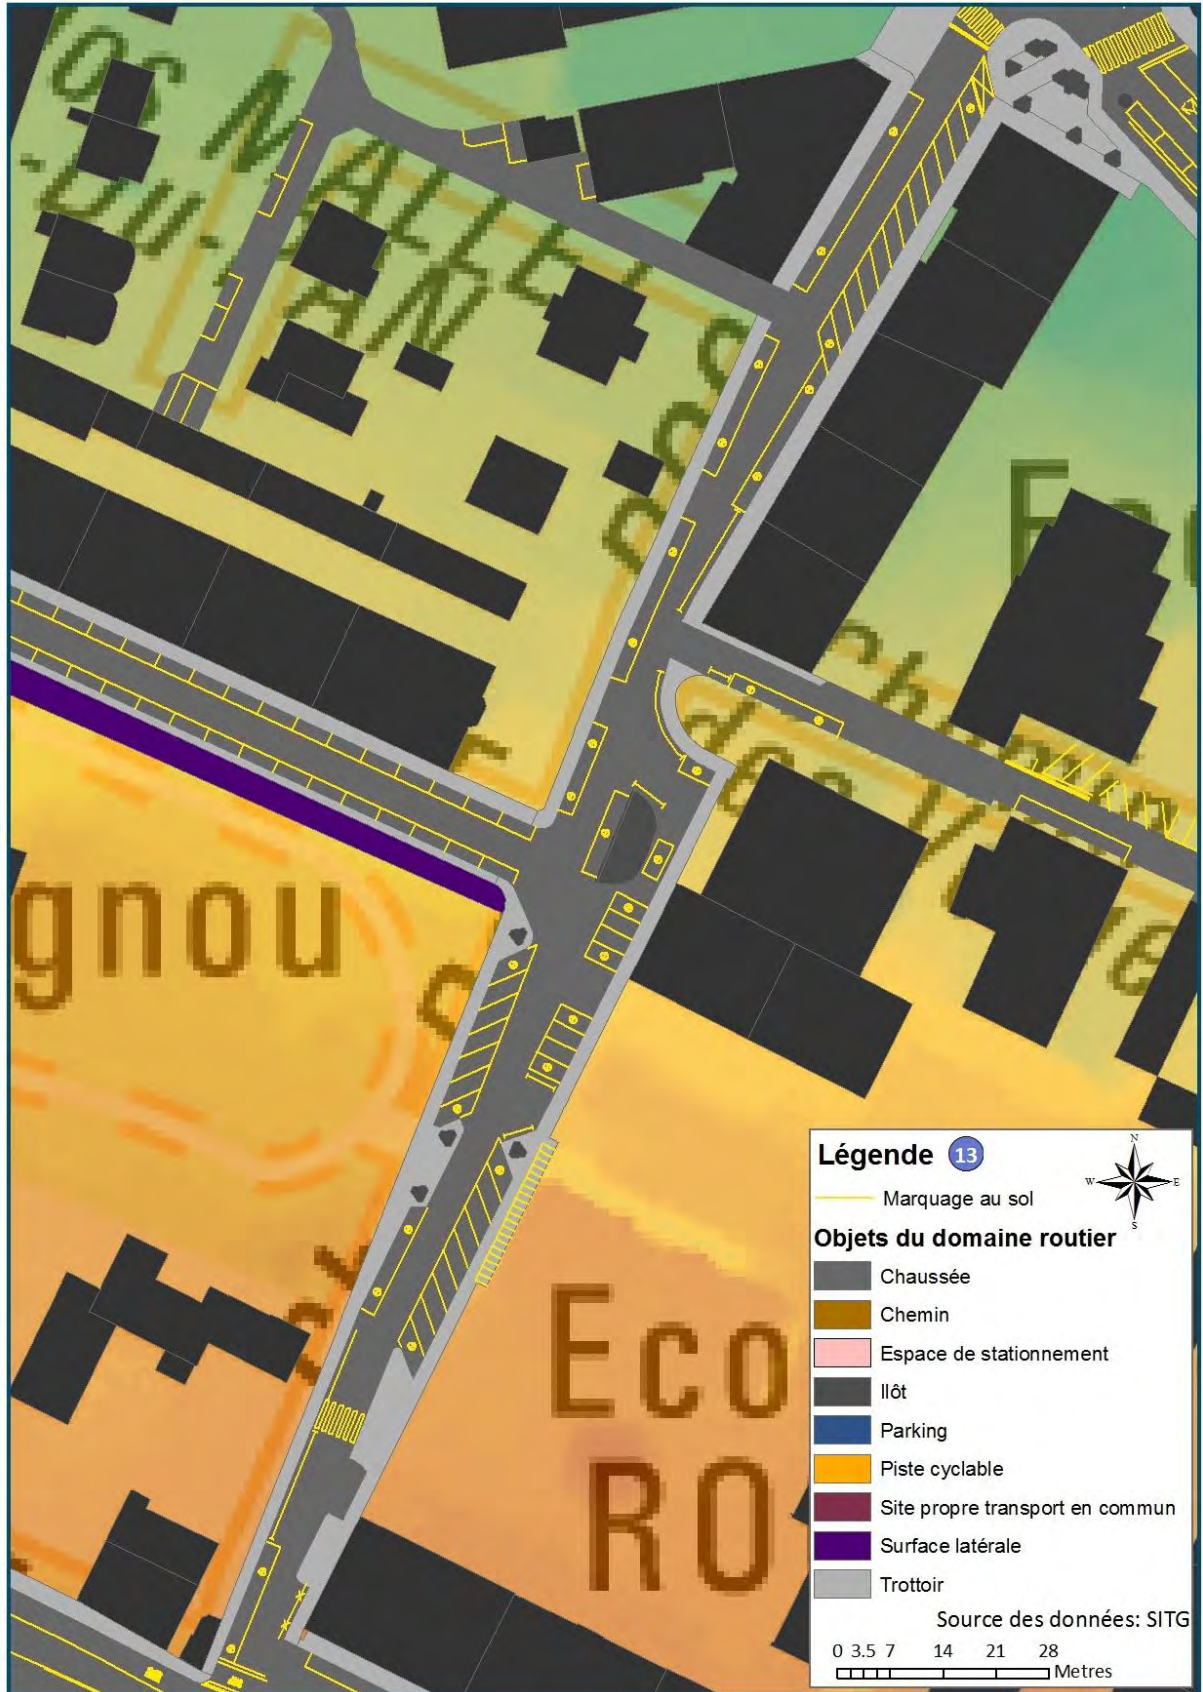 gnou
Eco
RO
Légende 13
N
W E
S
Marquage au sol
Objets du domaine routier
Chaussée
Chemin
Espace de stationnement
Ilôt
Parking
Piste cyclable
Site propre transport en commun
Surface latérale
Trottoir
Source des données: SITG
0 3.5 7 14 21 28
Metres